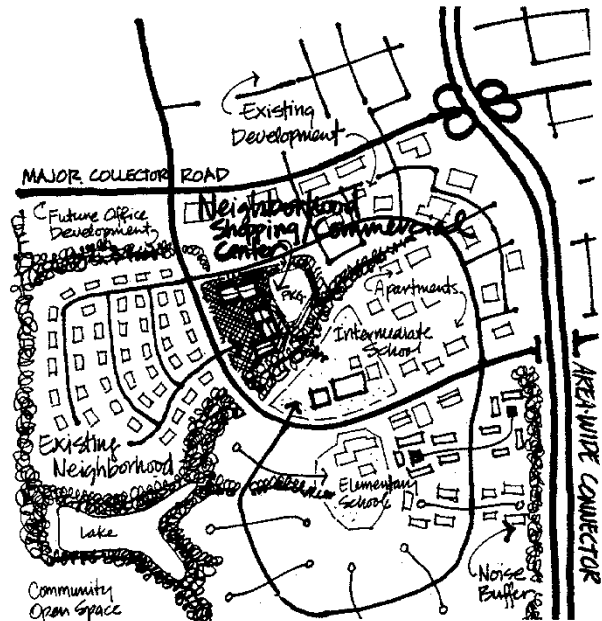 Existing
Development
MAJOR COLLECTOR ROAD
Future Office
Development
Neighborhood
Shopping/Commercial
Center
PKG.
Apartments
Intermediate
School
Existing
Neighborhood
Elementary
School
AREA-WIDE CONNECTOR
Lake
Noise
Buffer
Community
Open Space